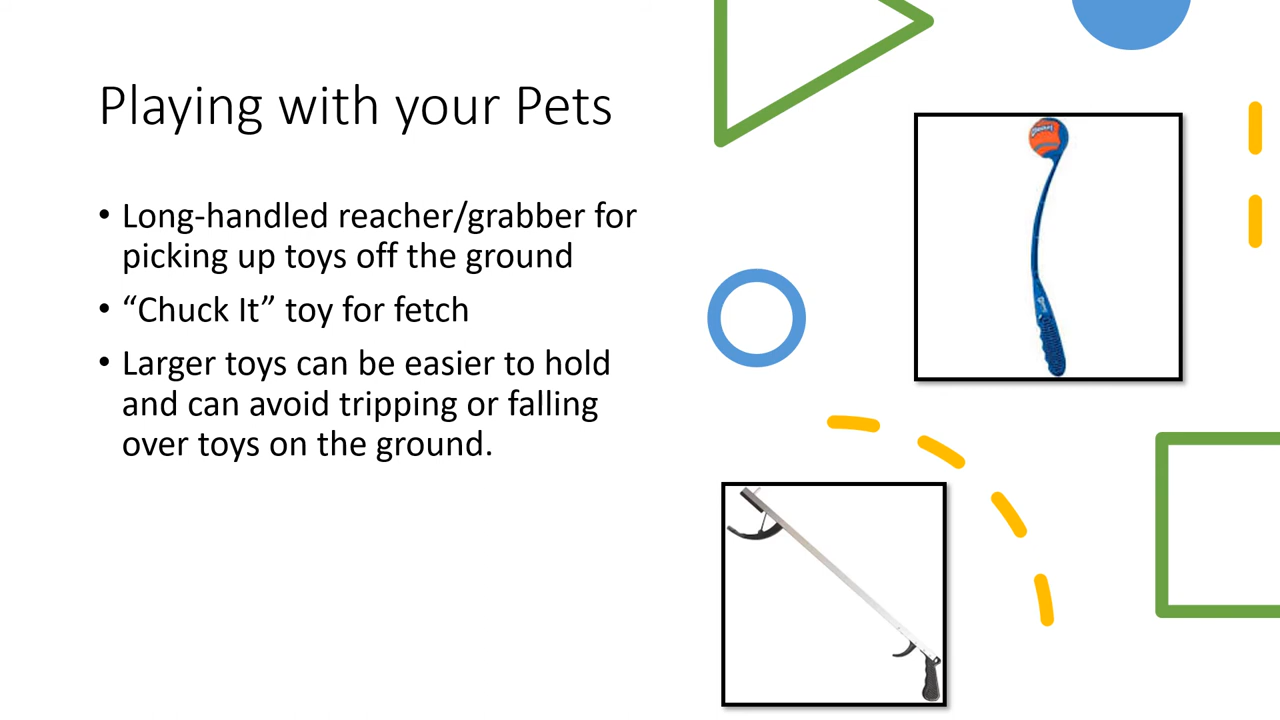 Playing with your Pets
• Long-handled reacher/grabber for
picking up toys off the ground
• “Chuck It” toy for fetch
• Larger toys can be easier to hold
and can avoid tripping or falling
over toys on the ground.